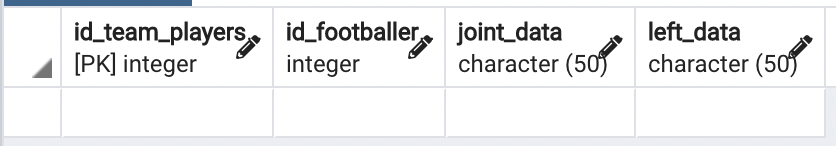 id_team_players
[PK] integer
id_footballer
integer
joint_data
character (50)
left_data
character (50)